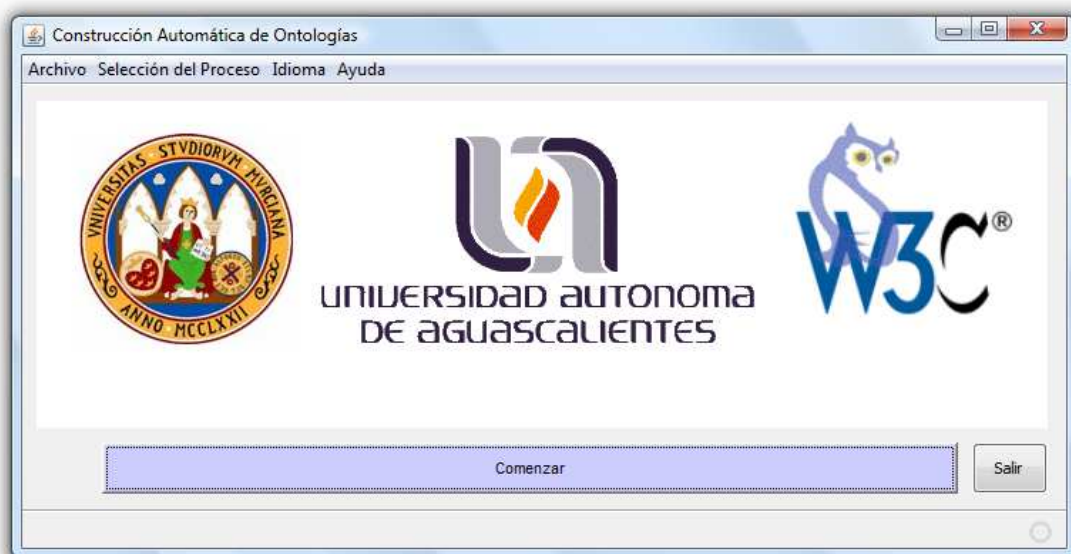 Construcción Automática de Ontologías
Archivo Selección del Proceso Idioma Ayuda
VNIVERSITAS · STVDIORVM MVRCIANA
ANNO MCCLXXII
W3C®
UNIVERSIDAD AUTONOMA
DE AGUASCALIENTES
Comenzar
Salir